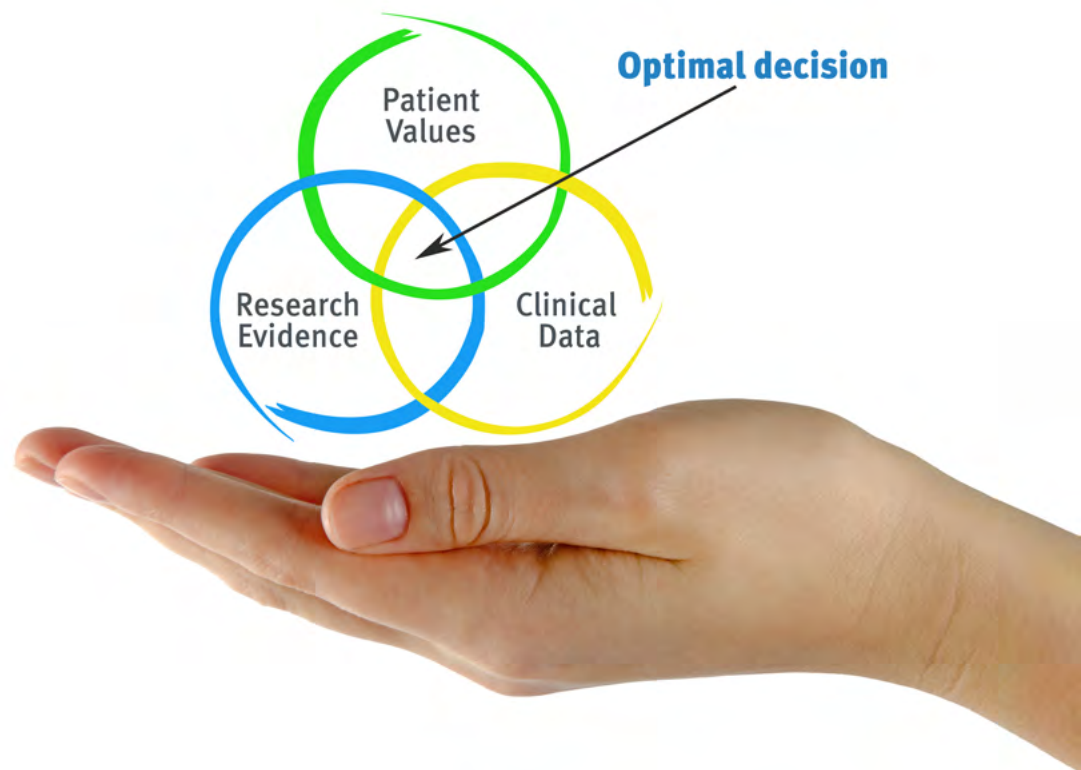 Optimal decision
Patient
Values
Research
Evidence
Clinical
Data